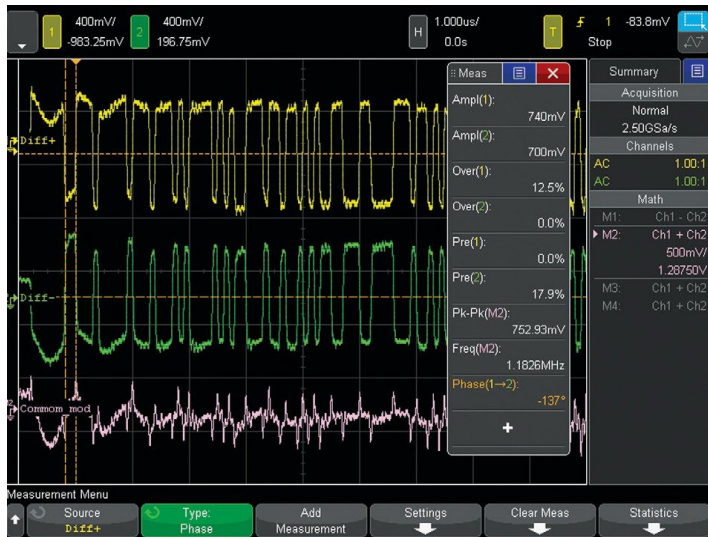 1 400mV/ 2 400mV/ H 1.000us/ T 1 -83.8mV
-983.25mV 196.75mV 0.0s Stop
Meas
Ampl(1):
740mV
Ampl(2):
700mV
Over(1):
12.5%
Over(2):
0.0%
Pre(1):
0.0%
Pre(2):
17.9%
Pk-Pk(M2):
752.93mV
Freq(M2):
1.1826MHz
Phase(1→2):
-137°
+
Summary
Acquisition
Normal
2.50GSa/s
Channels
AC 1.00:1
AC 1.00:1
Math
M1: Ch1 - Ch2
M2: Ch1 + Ch2
500mV/
1.28750V
M3: Ch1 + Ch2
M4: Ch1 + Ch2
Diff+
Diff-
Commom_mod
Measurement Menu
Source Type: Add Settings Clear Meas Statistics
Diff+ Phase Measurement